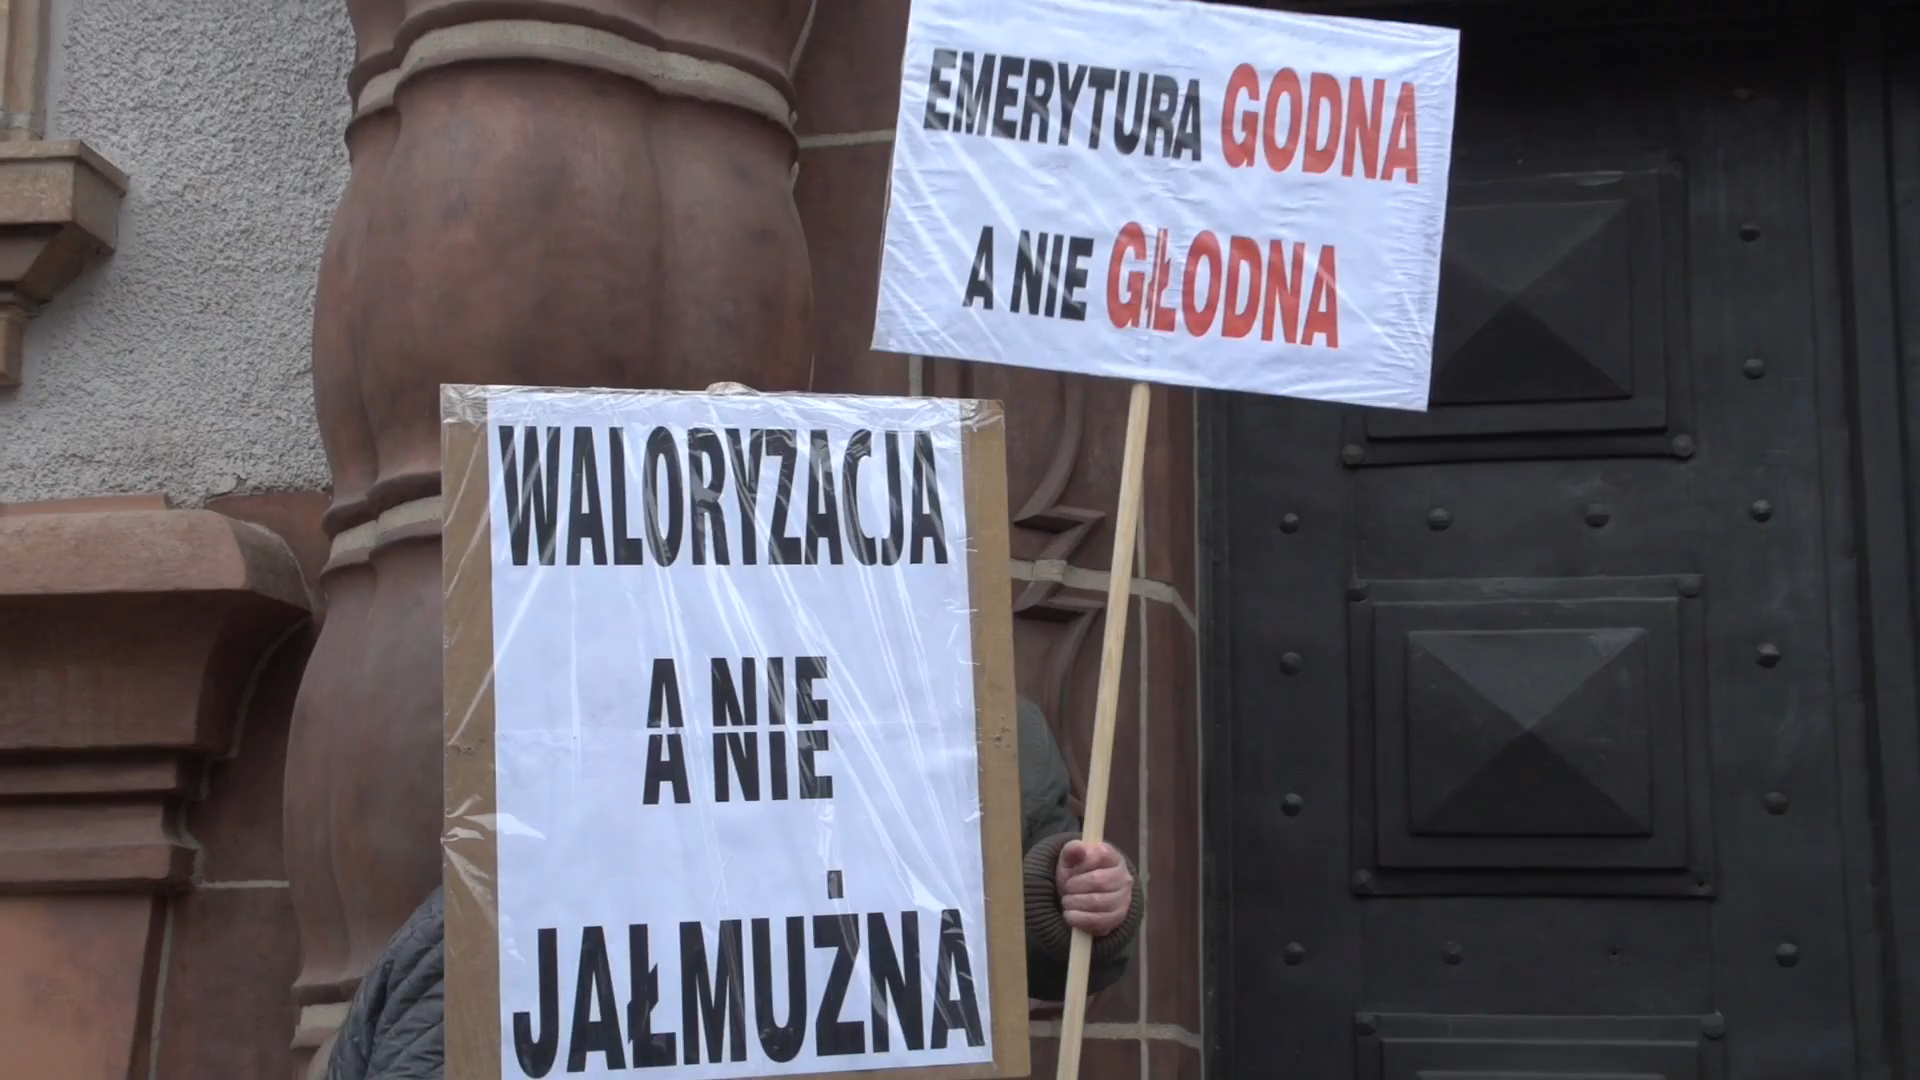 EMERYTURA GODNA
A NIE GŁODNA
WALORYZACJA
A NIE
JAŁMUŻNA